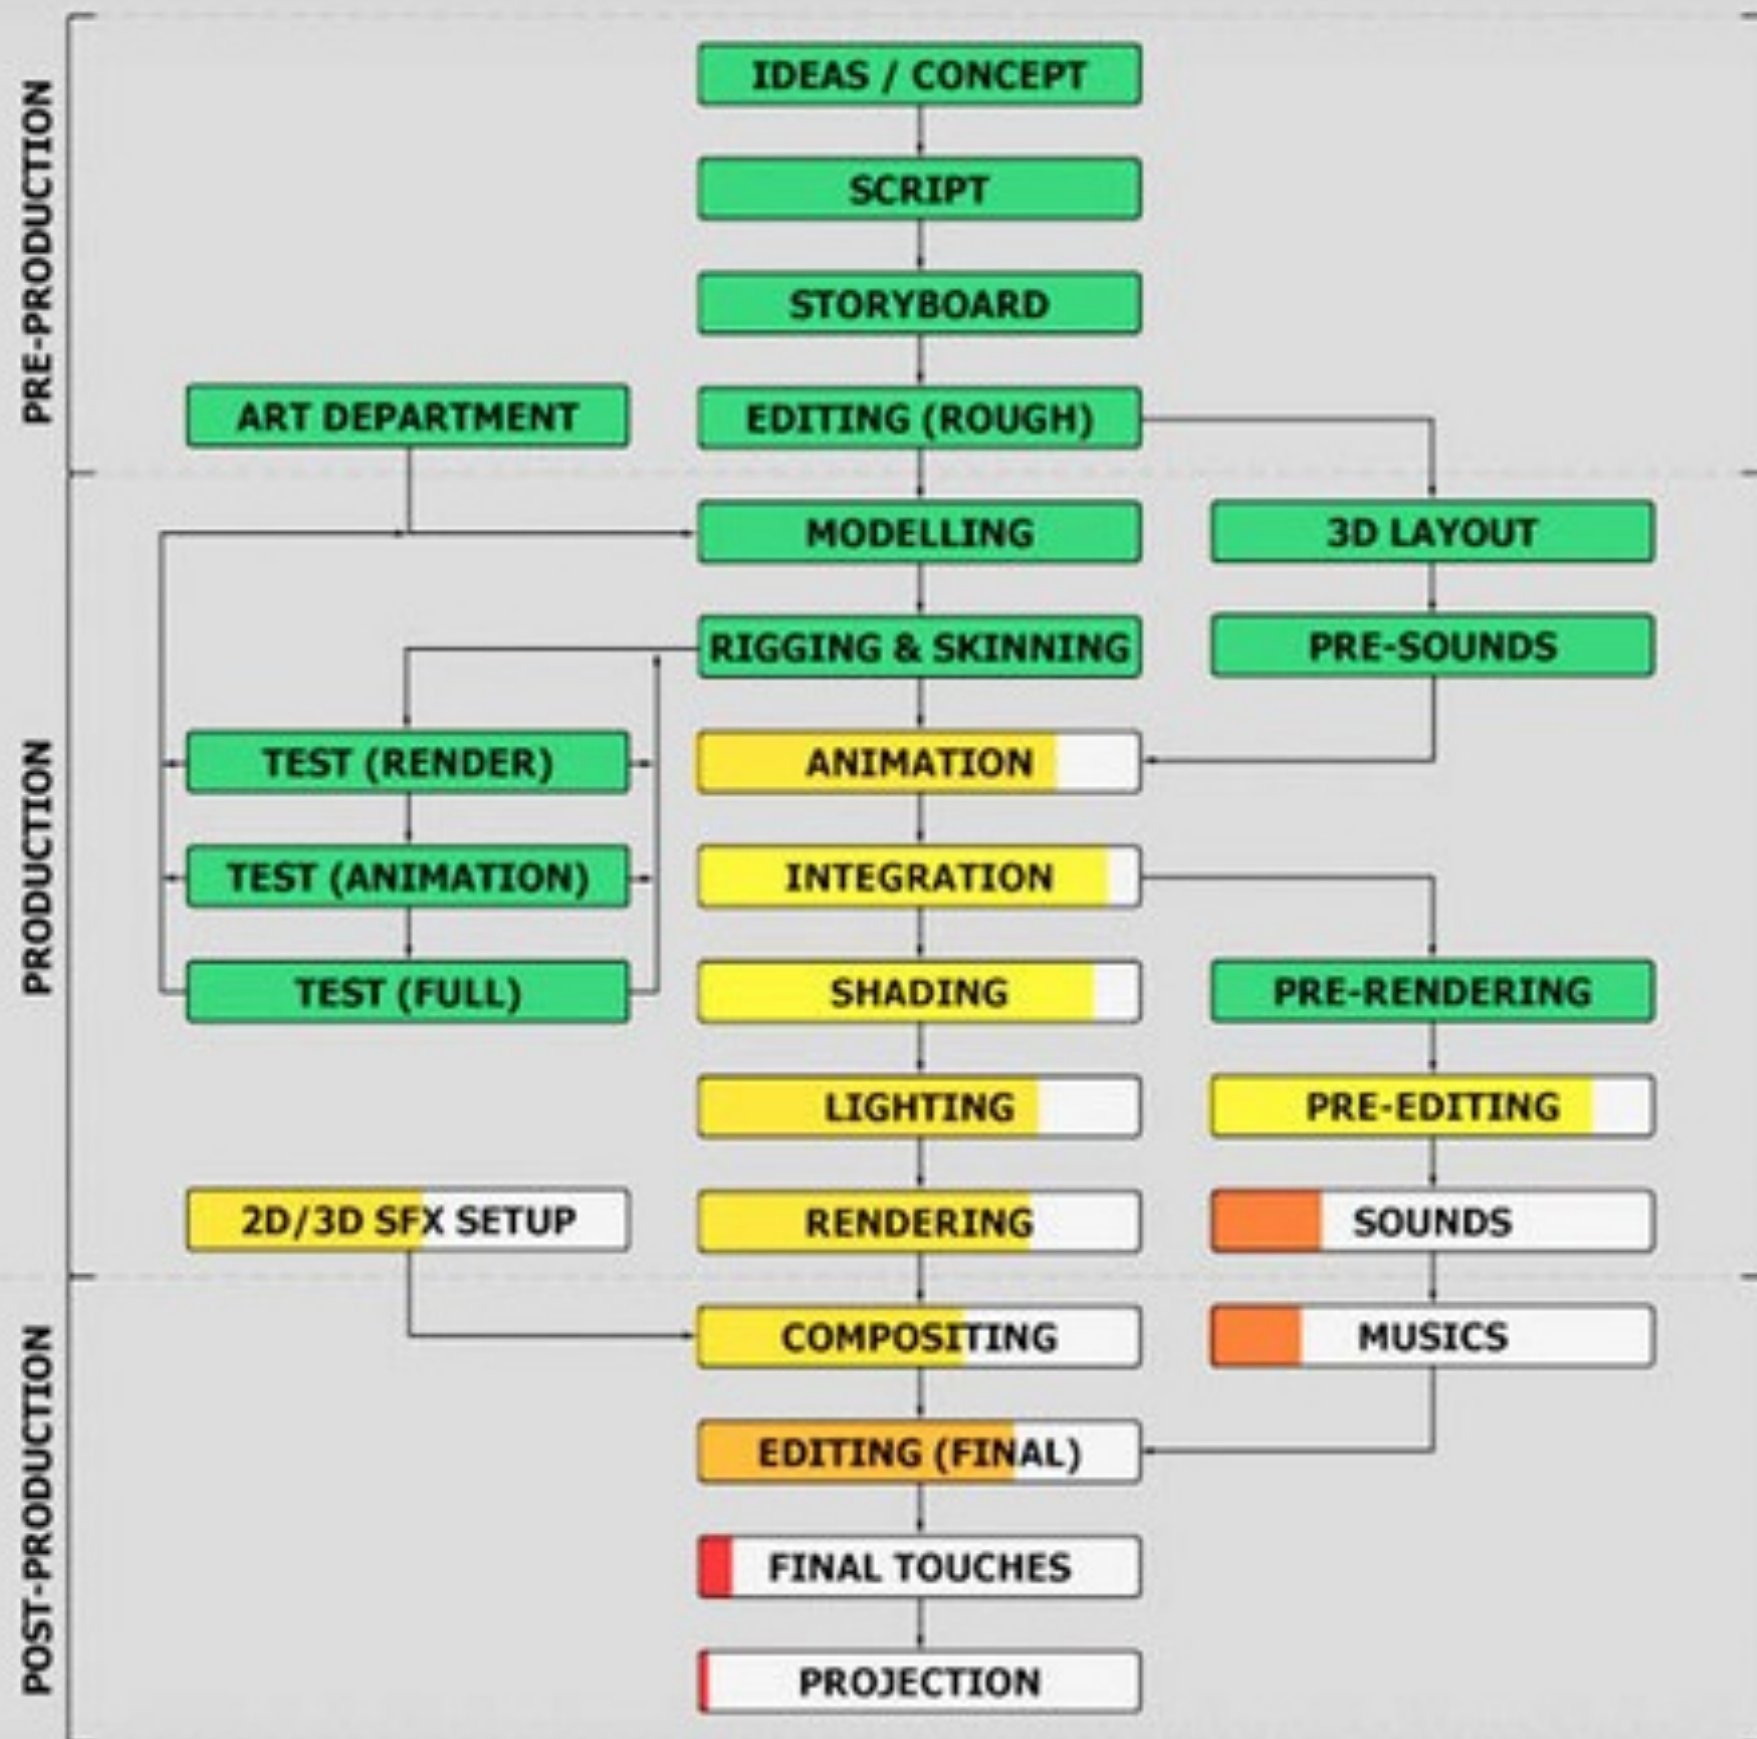 PRE-PRODUCTION
IDEAS / CONCEPT
SCRIPT
STORYBOARD
ART DEPARTMENT
EDITING (ROUGH)
PRODUCTION
MODELLING
3D LAYOUT
RIGGING & SKINNING
PRE-SOUNDS
TEST (RENDER)
ANIMATION
TEST (ANIMATION)
INTEGRATION
TEST (FULL)
SHADING
PRE-RENDERING
LIGHTING
PRE-EDITING
2D/3D SFX SETUP
RENDERING
SOUNDS
POST-PRODUCTION
COMPOSITING
MUSICS
EDITING (FINAL)
FINAL TOUCHES
PROJECTION